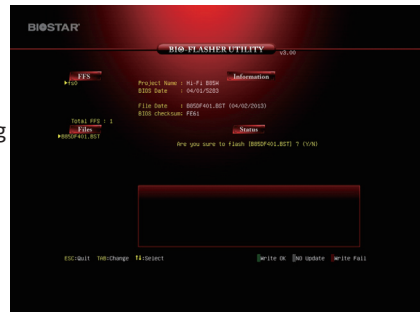 BIOSTAR
BIO-FLASHER UTILITY v3.00
FFS
▶fs0
Information
Project Name : Hi-Fi B85W
BIOS Date : 04/01/5283
File Date : B85DF401.BST (04/02/2013)
BIOS checksum: FE61
Total FFS : 1
Files
▶B85DF401.BST
Status
Are you sure to flash (B85DF401.BST) ? (Y/N)
ESC:Quit TAB:Change ↑↓:Select Write OK NO Update Write Fail
g